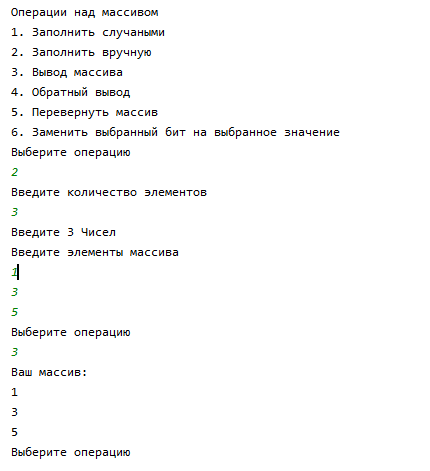 Операции над массивом
1. Заполнить случаными
2. Заполнить вручную
3. Вывод массива
4. Обратный вывод
5. Перевернуть массив
6. Заменить выбранный бит на выбранное значение
Выберите операцию
2
Введите количество элементов
3
Введите 3 Чисел
Введите элементы массива
1
3
5
Выберите операцию
3
Ваш массив:
1
3
5
Выберите операцию